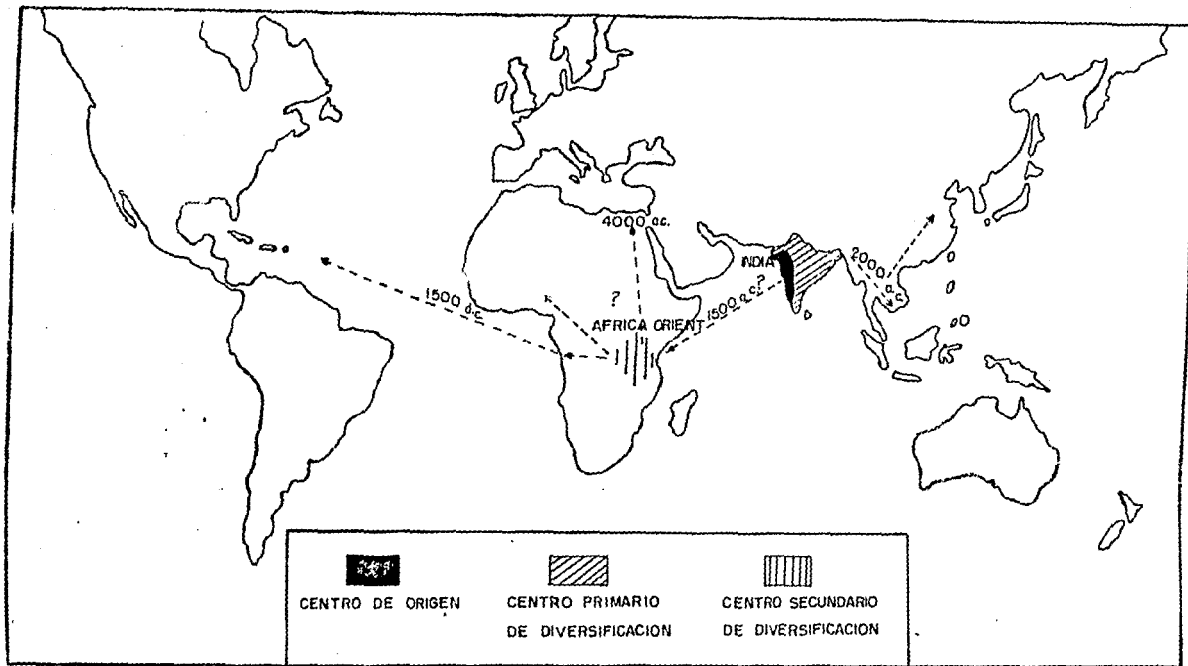 4000 a.c.
INDIA
2000 a.c.
1500 a.c.?
?
1500 a.c.
AFRICA ORIENT
CENTRO DE ORIGEN
CENTRO PRIMARIO
DE DIVERSIFICACION
CENTRO SECUNDARIO
DE DIVERSIFICACION